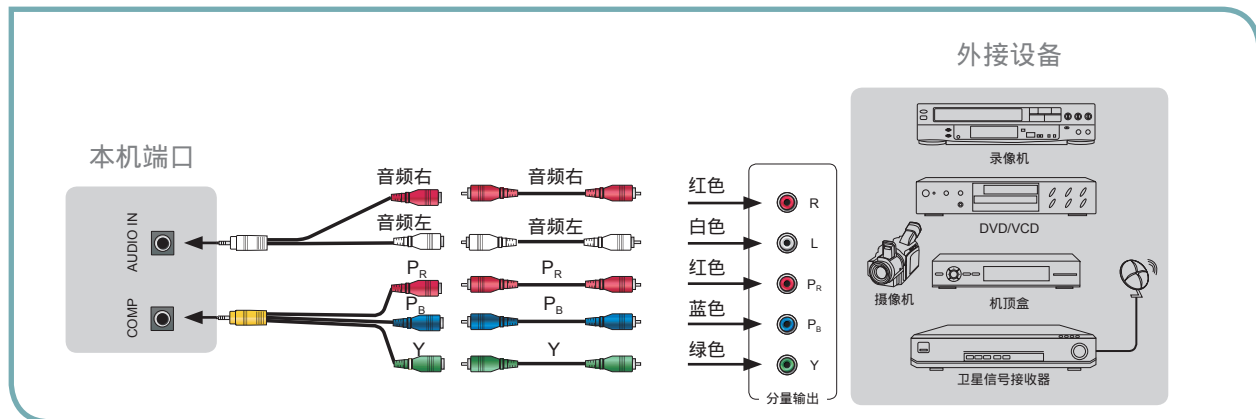 外接设备
本机端口
AUDIO IN
COMP
音频右
音频左
PR
PB
Y
音频右
音频左
PR
PB
Y
红色
白色
红色
蓝色
绿色
R
L
PR
PB
Y
分量输出
录像机
DVD/VCD
摄像机
机顶盒
卫星信号接收器